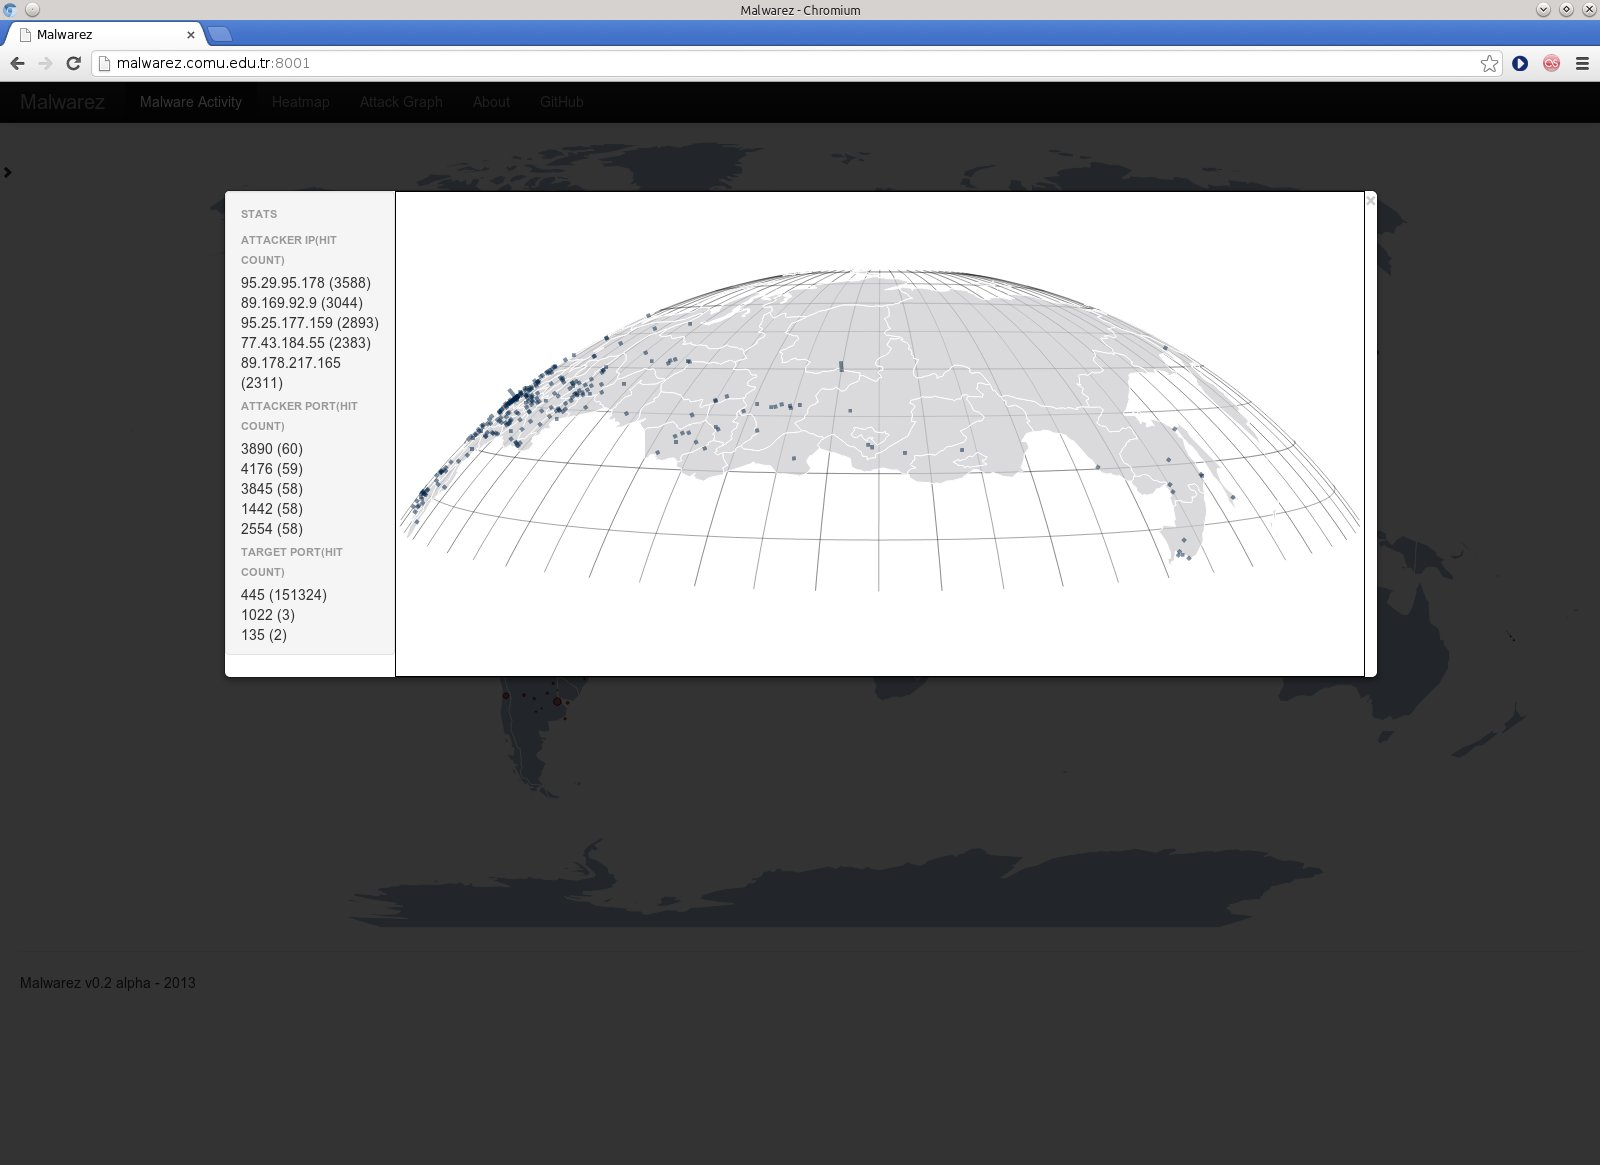 Malwarez - Chromium
Malwarez
malwarez.comu.edu.tr:8001
Malwarez Malware Activity Heatmap Attack Graph About GitHub
STATS
ATTACKER IP(HIT
COUNT)
95.29.95.178 (3588)
89.169.92.9 (3044)
95.25.177.159 (2893)
77.43.184.55 (2383)
89.178.217.165
(2311)
ATTACKER PORT(HIT
COUNT)
3890 (60)
4176 (59)
3845 (58)
1442 (58)
2554 (58)
TARGET PORT(HIT
COUNT)
445 (151324)
1022 (3)
135 (2)
Malwarez v0.2 alpha - 2013